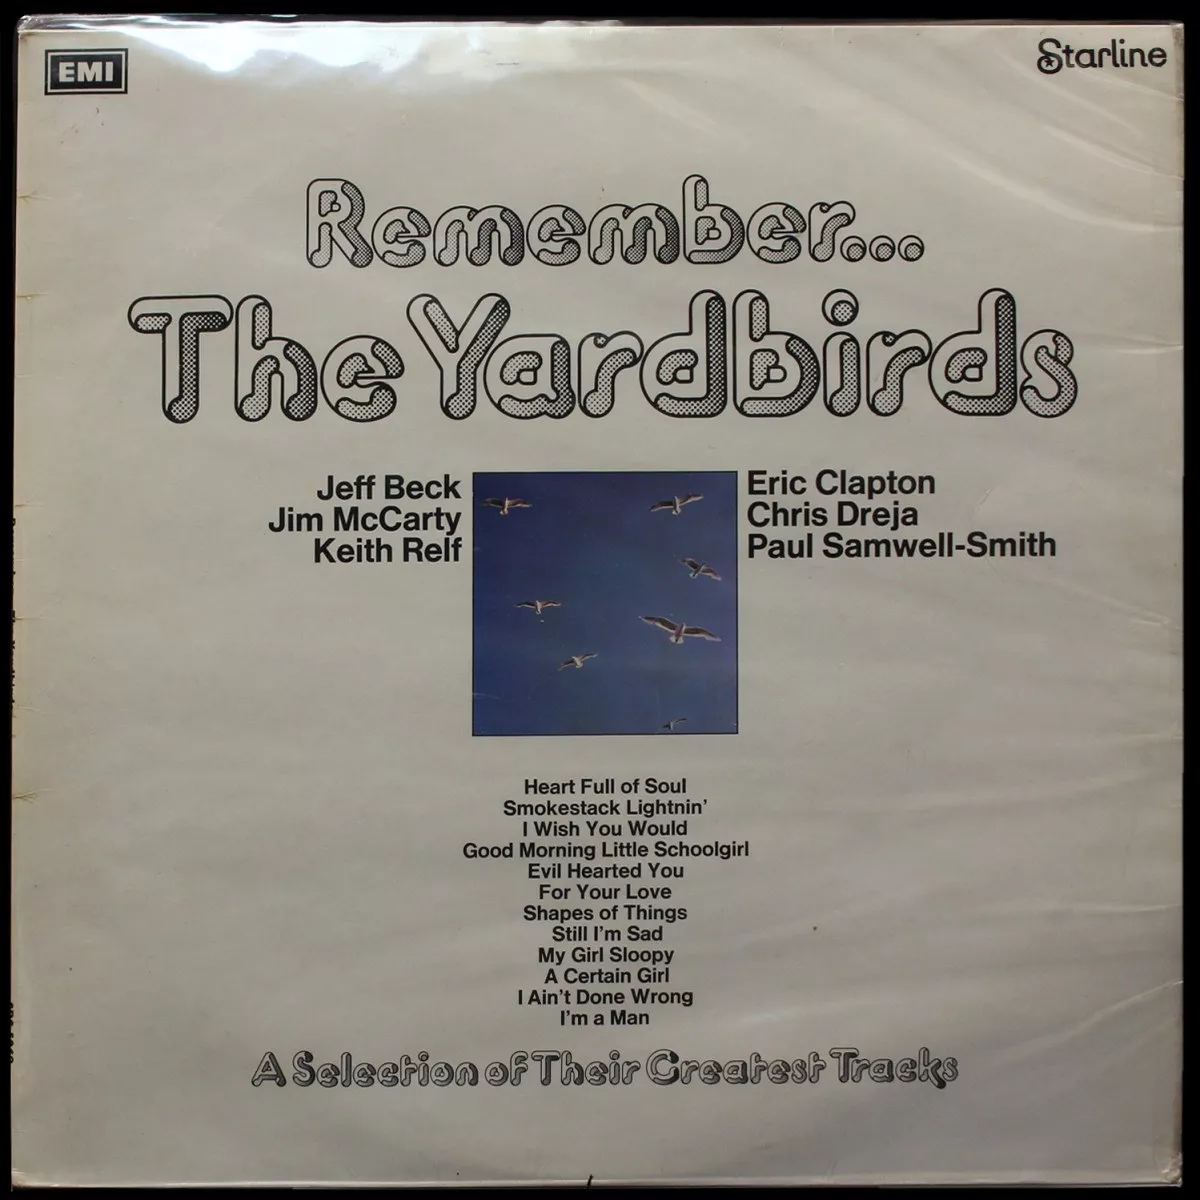 EMI
Starline
Remember...
The Yardbirds
Jeff Beck
Jim McCarty
Keith Relf
Eric Clapton
Chris Dreja
Paul Samwell-Smith
Heart Full of Soul
Smokestack Lightnin'
I Wish You Would
Good Morning Little Schoolgirl
Evil Hearted You
For Your Love
Shapes of Things
Still I'm Sad
My Girl Sloopy
A Certain Girl
I Ain't Done Wrong
I'm a Man
A Selection of Their Greatest Tracks